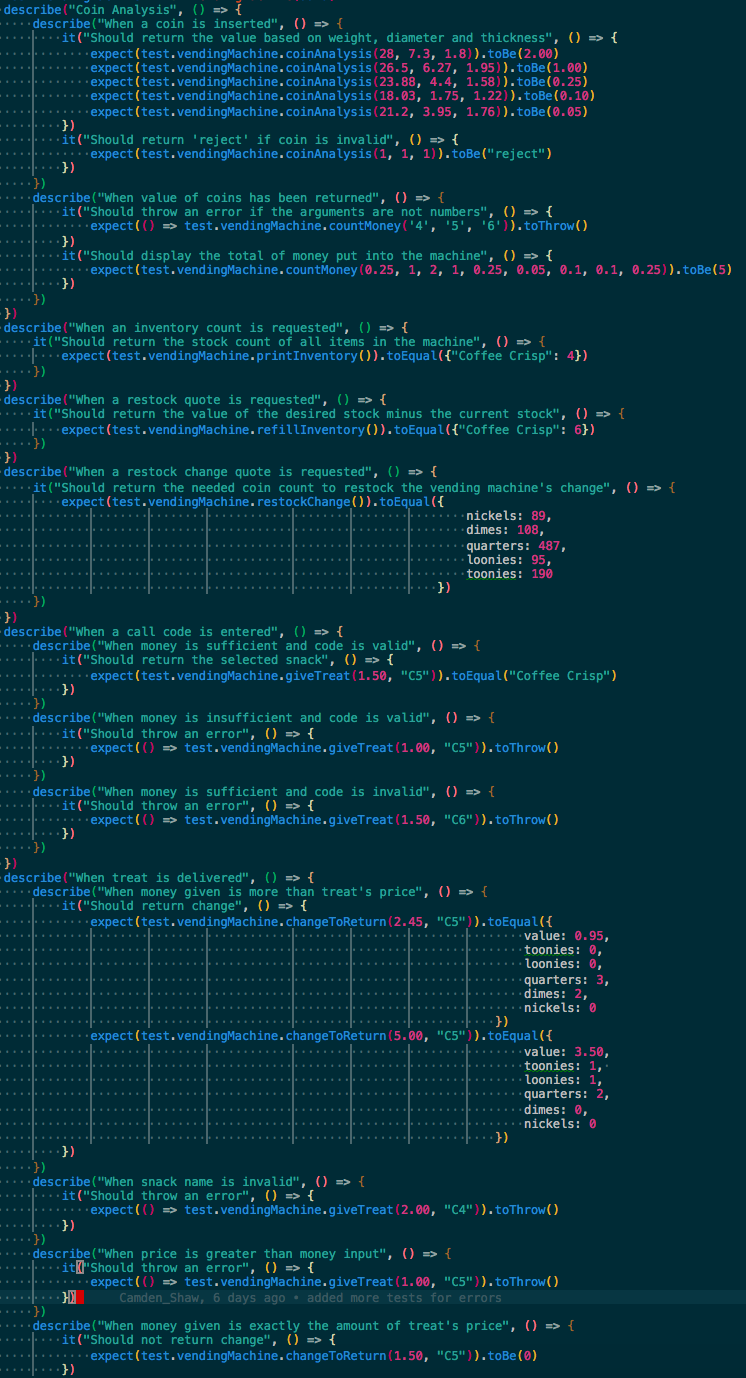 describe("Coin Analysis", () => {
describe("When a coin is inserted", () => {
it("Should return the value based on weight, diameter and thickness", () => {
expect(test.vendingMachine.coinAnalysis(28, 7.3, 1.8)).toBe(2.00)
expect(test.vendingMachine.coinAnalysis(26.5, 6.27, 1.95)).toBe(1.00)
expect(test.vendingMachine.coinAnalysis(23.88, 4.4, 1.58)).toBe(0.25)
expect(test.vendingMachine.coinAnalysis(18.03, 1.75, 1.22)).toBe(0.10)
expect(test.vendingMachine.coinAnalysis(21.2, 3.95, 1.76)).toBe(0.05)
})
it("Should return 'reject' if coin is invalid", () => {
expect(test.vendingMachine.coinAnalysis(1, 1, 1)).toBe("reject")
})
})
describe("When value of coins has been returned", () => {
it("Should throw an error if the arguments are not numbers", () => {
expect(() => test.vendingMachine.countMoney('4', '5', '6')).toThrow()
})
it("Should display the total of money put into the machine", () => {
expect(test.vendingMachine.countMoney(0.25, 1, 2, 1, 0.25, 0.05, 0.1, 0.1, 0.25)).toBe(5)
})
})
})
describe("When an inventory count is requested", () => {
it("Should return the stock count of all items in the machine", () => {
expect(test.vendingMachine.printInventory()).toEqual({"Coffee Crisp": 4})
})
})
describe("When a restock quote is requested", () => {
it("Should return the value of the desired stock minus the current stock", () => {
expect(test.vendingMachine.refillInventory()).toEqual({"Coffee Crisp": 6})
})
})
describe("When a restock change quote is requested", () => {
it("Should return the needed coin count to restock the vending machine's change", () => {
expect(test.vendingMachine.restockChange()).toEqual({
nickels: 89,
dimes: 108,
quarters: 487,
loonies: 95,
toonies: 190
})
})
})
describe("When a call code is entered", () => {
describe("When money is sufficient and code is valid", () => {
it("Should return the selected snack", () => {
expect(test.vendingMachine.giveTreat(1.50, "C5")).toEqual("Coffee Crisp")
})
})
describe("When money is insufficient and code is valid", () => {
it("Should throw an error", () => {
expect(() => test.vendingMachine.giveTreat(1.00, "C5")).toThrow()
})
})
describe("When money is sufficient and code is invalid", () => {
it("Should throw an error", () => {
expect(() => test.vendingMachine.giveTreat(1.50, "C6")).toThrow()
})
})
})
describe("When treat is delivered", () => {
describe("When money given is more than treat's price", () => {
it("Should return change", () => {
expect(test.vendingMachine.changeToReturn(2.45, "C5")).toEqual({
value: 0.95,
toonies: 0,
loonies: 0,
quarters: 3,
dimes: 2,
nickels: 0
})
expect(test.vendingMachine.changeToReturn(5.00, "C5")).toEqual({
value: 3.50,
toonies: 1,
loonies: 1,
quarters: 2,
dimes: 0,
nickels: 0
})
})
})
describe("When snack name is invalid", () => {
it("Should throw an error", () => {
expect(() => test.vendingMachine.giveTreat(2.00, "C4")).toThrow()
})
})
describe("When price is greater than money input", () => {
it("Should throw an error", () => {
expect(() => test.vendingMachine.giveTreat(1.00, "C5")).toThrow()
}) Camden_Shaw, 6 days ago • added more tests for errors
})
describe("When money given is exactly the amount of treat's price", () => {
it("Should not return change", () => {
expect(test.vendingMachine.changeToReturn(1.50, "C5")).toBe(0)
})